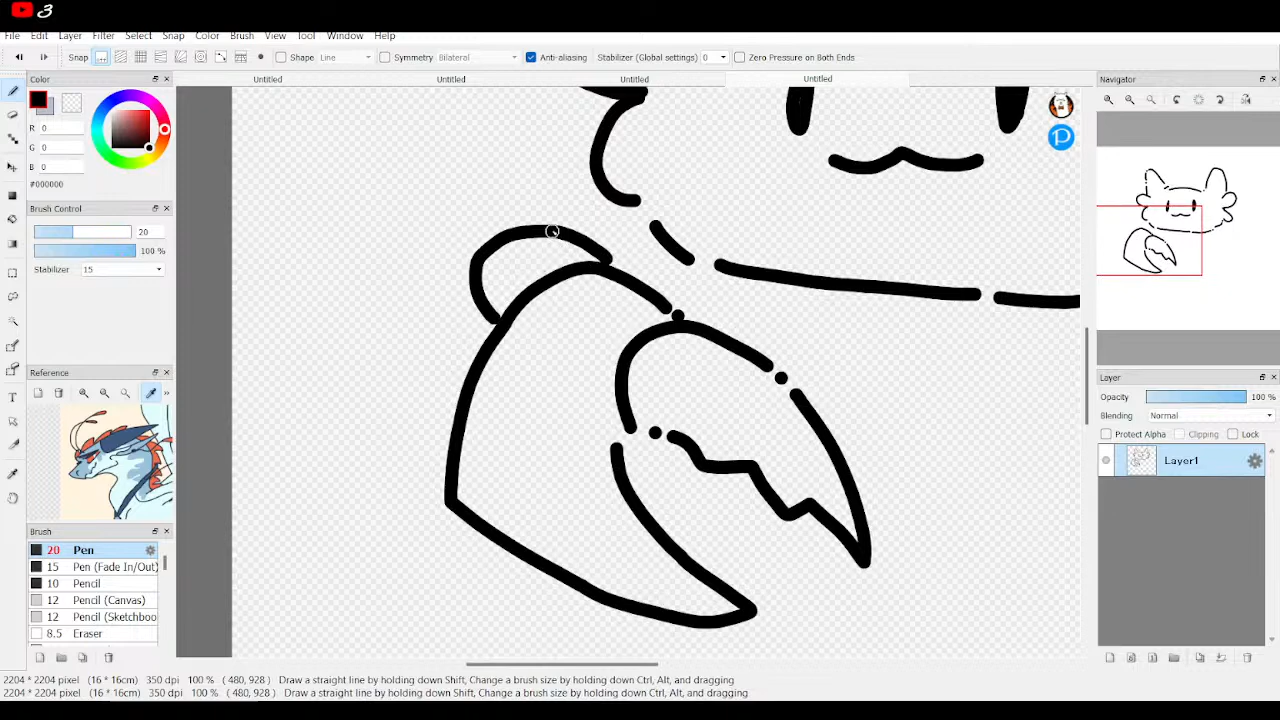 3
File Edit Layer Filter Select Snap Color Brush View Tool Window Help
Snap Shape Line Symmetry Bilateral Anti-aliasing Stabilizer (Global settings) 0 Zero Pressure on Both Ends
Color Untitled Untitled Untitled Untitled Navigator
R 0
G 0
B 0
#000000
Brush Control
20
100 %
Stabilizer 15
Reference
Layer
Opacity 100 %
Blending Normal
Protect Alpha Clipping Lock
Layer1
Brush
20 Pen
15 Pen (Fade In/Out)
10 Pencil
12 Pencil (Canvas)
12 Pencil (Sketchboo
8.5 Eraser
2204 * 2204 pixel (16 * 16cm) 350 dpi 100 % ( 480, 928 ) Draw a straight line by holding down Shift, Change a brush size by holding down Ctrl, Alt, and dragging
2204 * 2204 pixel (16 * 16cm) 350 dpi 100 % ( 480, 928 ) Draw a straight line by holding down Shift, Change a brush size by holding down Ctrl, Alt, and dragging